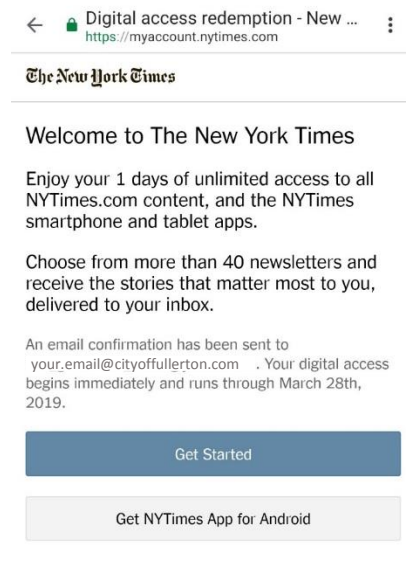 Digital access redemption - New ...
https://myaccount.nytimes.com
The New York Times
Welcome to The New York Times
Enjoy your 1 days of unlimited access to all
NYTimes.com content, and the NYTimes
smartphone and tablet apps.
Choose from more than 40 newsletters and
receive the stories that matter most to you,
delivered to your inbox.
An email confirmation has been sent to
your.email@cityoffullerton.com . Your digital access
begins immediately and runs through March 28th,
2019.
Get Started
Get NYTimes App for Android